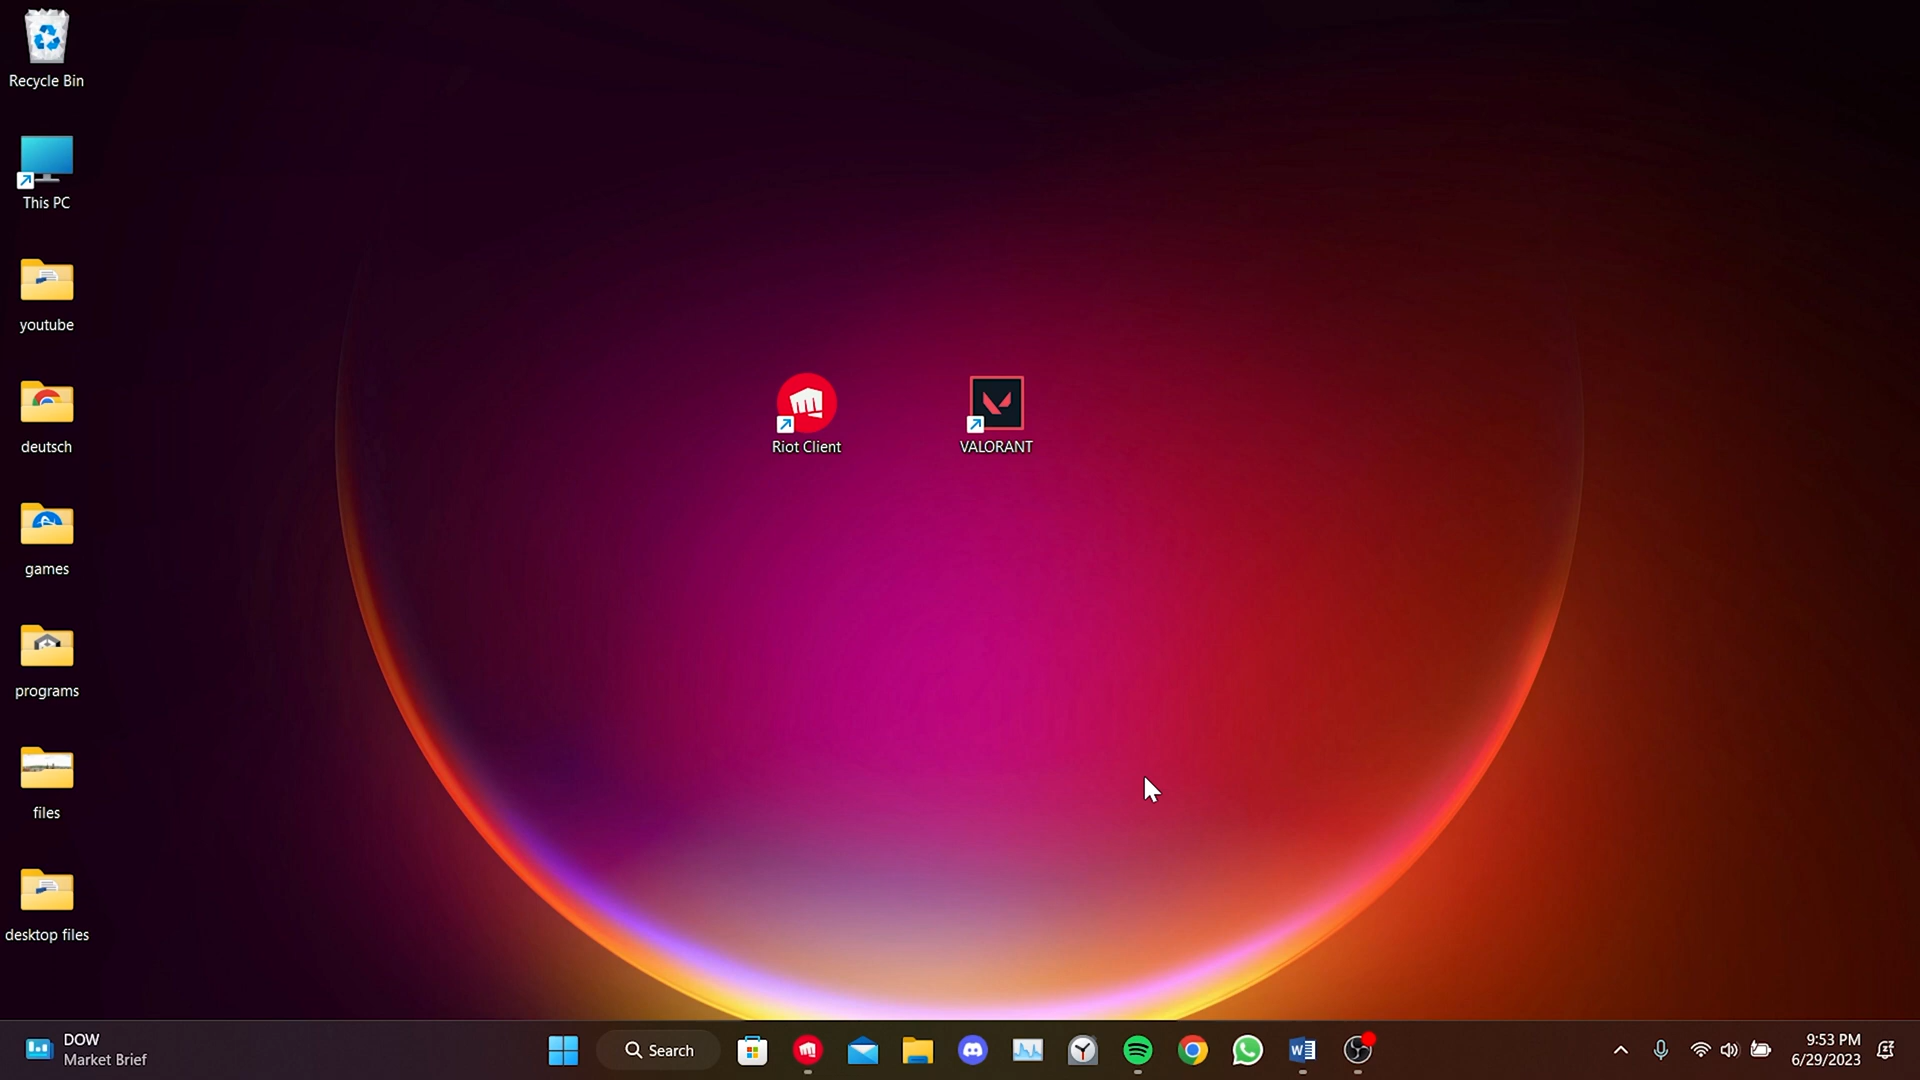 Recycle Bin
This PC
youtube
deutsch
games
programs
files
desktop files
Riot Client
VALORANT
DOW
Market Brief
Search
9:53 PM
6/29/2023